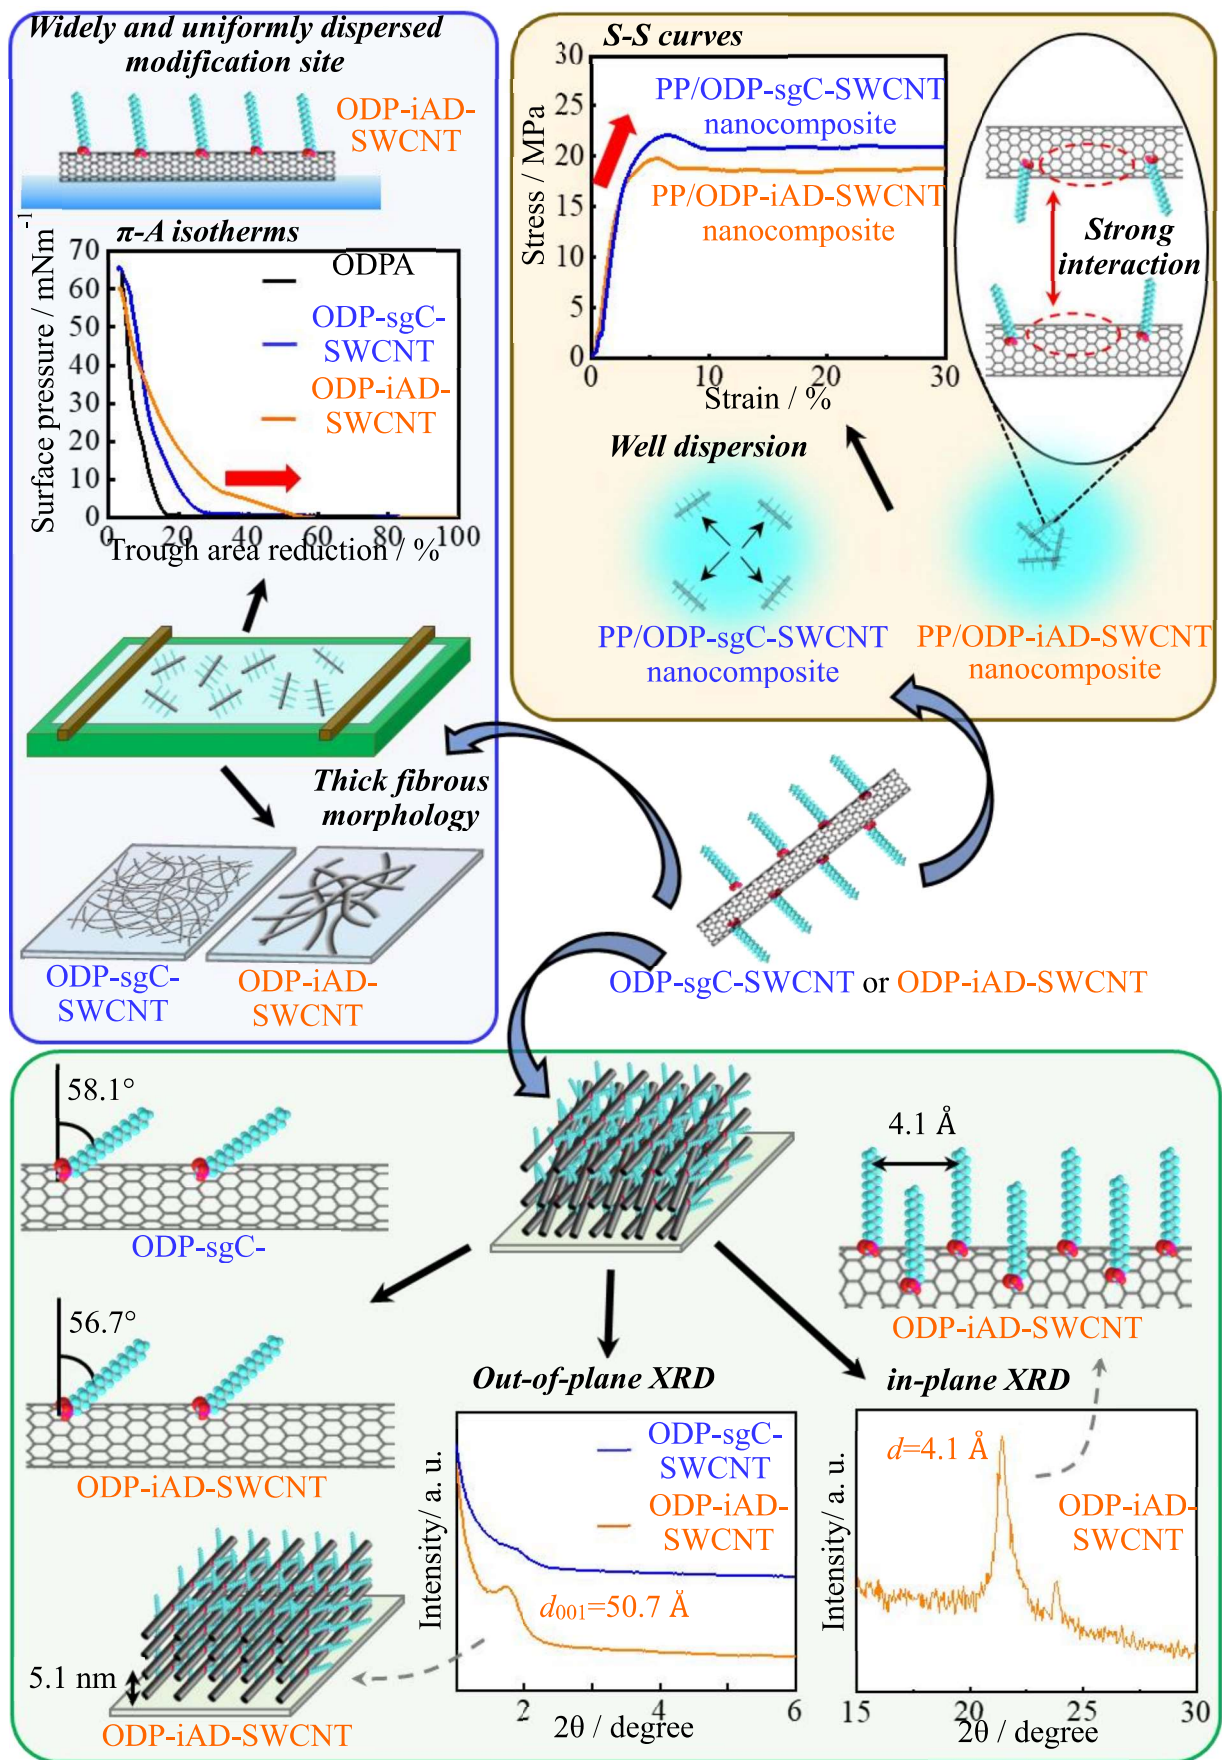 Widely and uniformly dispersed
modification site
ODP-iAD-
SWCNT
π-A isotherms
Surface pressure / mNm-1
70
60
50
40
30
20
10
0
ODPA
ODP-sgC-
SWCNT
ODP-iAD-
SWCNT
0 20 40 60 80 100
Trough area reduction / %
Thick fibrous
morphology
ODP-sgC-
SWCNT
ODP-iAD-
SWCNT
S-S curves
Stress / MPa
30
25
20
15
10
5
0
PP/ODP-sgC-SWCNT
nanocomposite
PP/ODP-iAD-SWCNT
nanocomposite
0 10 20 30
Strain / %
Strong
interaction
Well dispersion
PP/ODP-sgC-SWCNT
nanocomposite
PP/ODP-iAD-SWCNT
nanocomposite
ODP-sgC-SWCNT or ODP-iAD-SWCNT
58.1°
ODP-sgC-
56.7°
ODP-iAD-SWCNT
5.1 nm
ODP-iAD-SWCNT
4.1 Å
ODP-iAD-SWCNT
Out-of-plane XRD
Intensity/ a. u.
ODP-sgC-
SWCNT
ODP-iAD-
SWCNT
d001=50.7 Å
2 4 6
2θ / degree
in-plane XRD
Intensity/ a. u.
d=4.1 Å
ODP-iAD-
SWCNT
15 20 25 30
2θ / degree